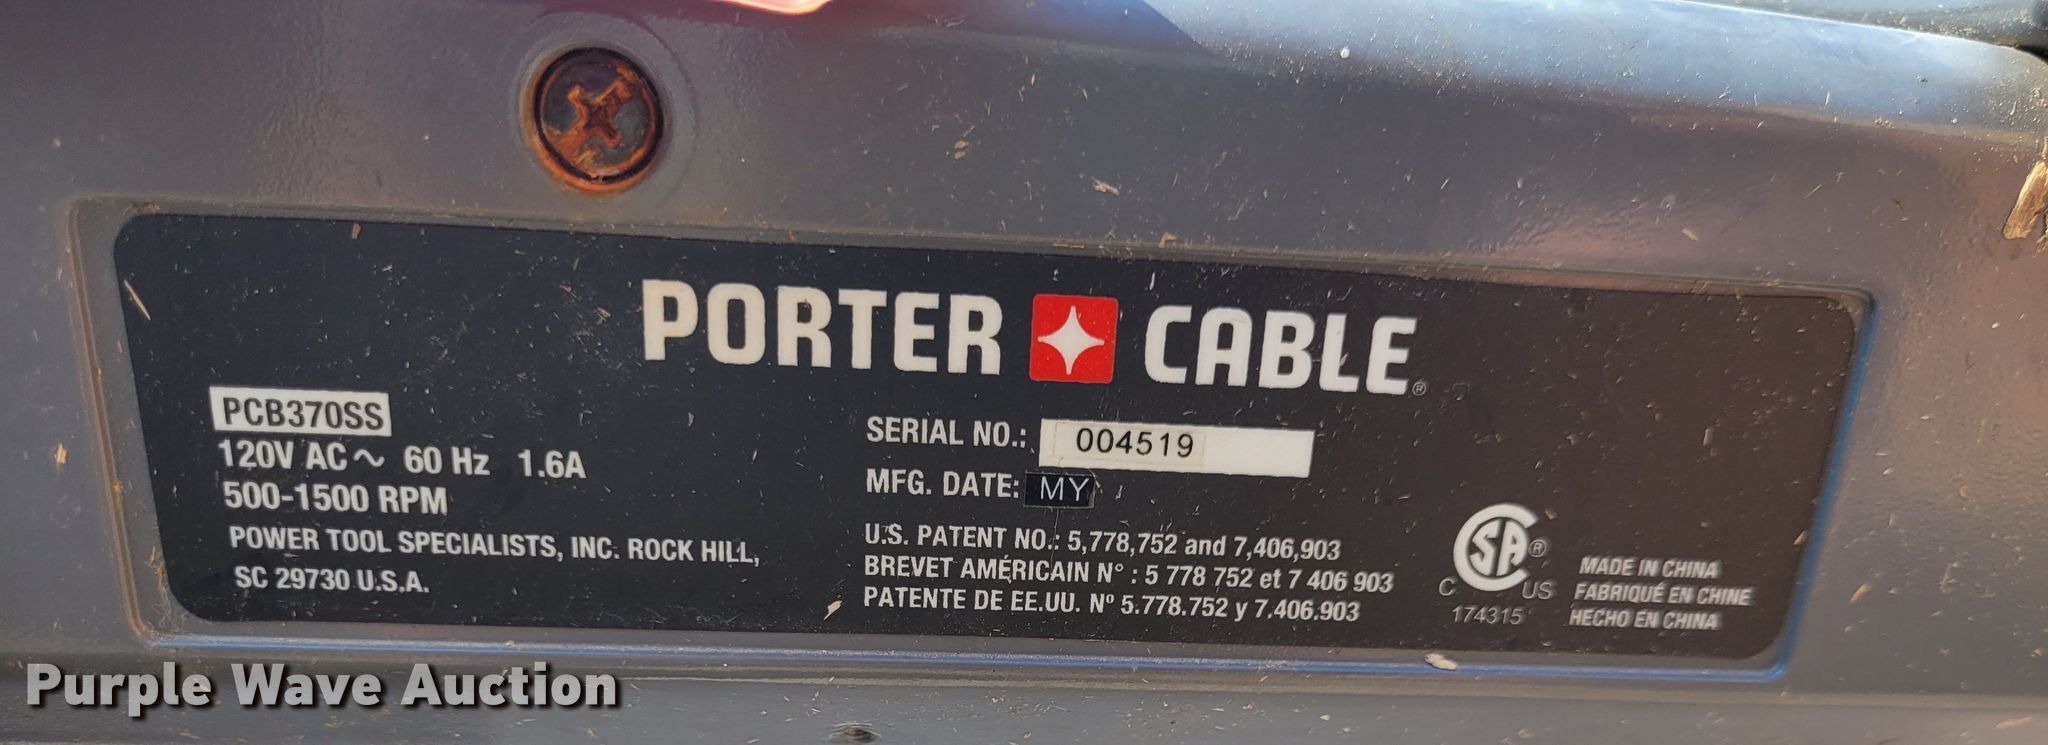 PORTER CABLE®
PCB370SS
120V AC ~ 60 Hz 1.6A
500-1500 RPM
POWER TOOL SPECIALISTS, INC. ROCK HILL,
SC 29730 U.S.A.
SERIAL NO.: 004519
MFG. DATE: MY
U.S. PATENT NO.: 5,778,752 and 7,406,903
BREVET AMÉRICAIN N° : 5 778 752 et 7 406 903
PATENTE DE EE.UU. Nº 5.778.752 y 7.406.903
CSA®
C US
174315
MADE IN CHINA
FABRIQUÉ EN CHINE
HECHO EN CHINA
Purple Wave Auction